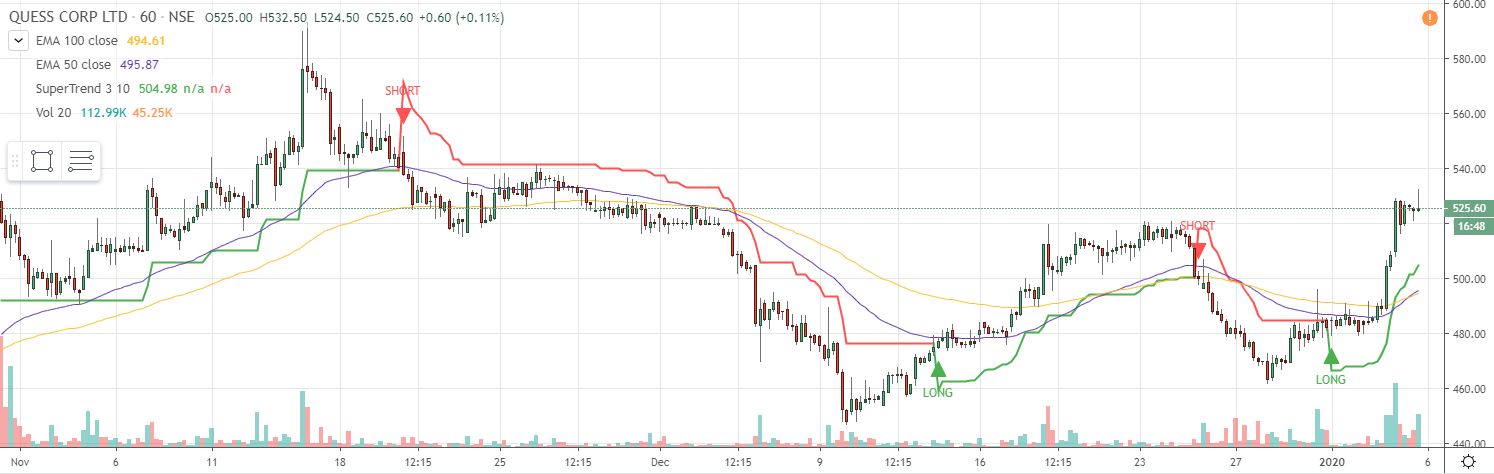 QUESS CORP LTD · 60 · NSE O525.00 H532.50 L524.50 C525.60 +0.60 (+0.11%)
EMA 100 close 494.61
EMA 50 close 495.87
SuperTrend 3 10 504.98 n/a n/a
Vol 20 112.99K 45.25K
SHORT
SHORT
LONG
LONG
600.00
580.00
560.00
540.00
525.60
16:48
500.00
480.00
460.00
440.00
Nov 6 11 18 12:15 25 12:15 Dec 12:15 9 12:15 16 12:15 23 27 2020 6